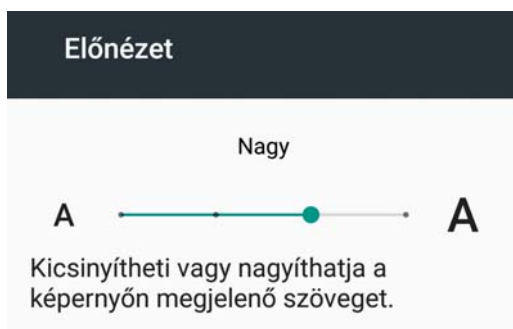 Előnézet
Nagy
A A
Kicsinyítheti vagy nagyíthatja a
képernyőn megjelenő szöveget.